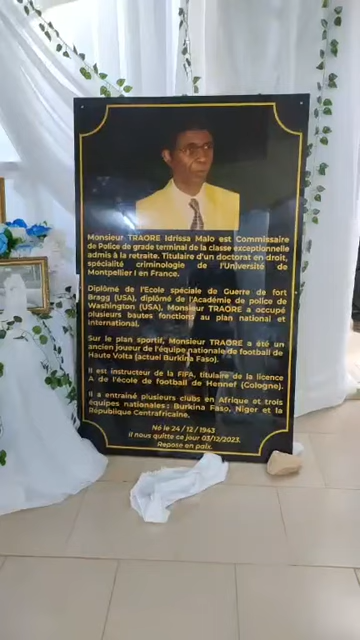 Monsieur TRAORE Idrissa Malo est Commissaire
de Police de grade terminal de la classe exceptionnelle
admis à la retraite. Titulaire d'un doctorat en droit,
spécialité criminologie de l'Université de
Montpellier I en France.
Diplômé de l'Ecole spéciale de Guerre de fort
Bragg (USA), diplômé de l'Académie de police de
Washington (USA), Monsieur TRAORE a occupé
plusieurs hautes fonctions au plan national et
international.
Sur le plan sportif, Monsieur TRAORE a été un
ancien joueur de l'équipe nationale de football de
Haute Volta (actuel Burkina Faso).
Il est instructeur de la FIFA, titulaire de la licence
A de l'école de football de Hennef (Cologne).
Il a entrainé plusieurs clubs en Afrique et trois
équipes nationales : Burkina Faso, Niger et la
République Centrafricaine.
Né le 24 / 12 / 1943
Il nous quitte ce jour 03/12/2023.
Repose en paix.